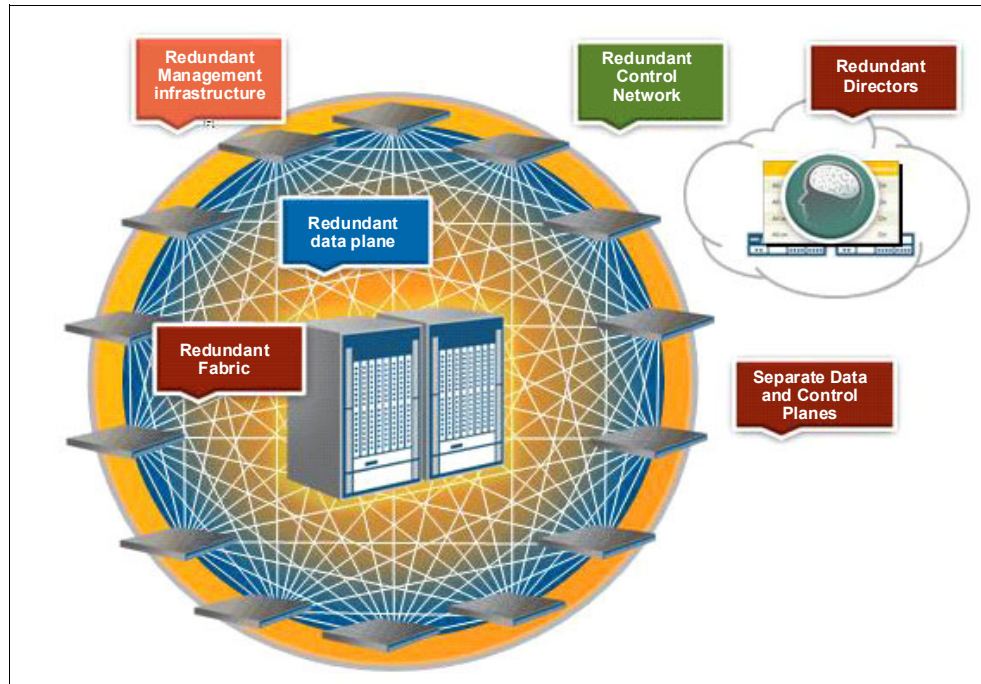 Redundant
Management
infrastructure
Redundant
Control
Network
Redundant
Directors
Redundant
data plane
Redundant
Fabric
Separate Data
and Control
Planes